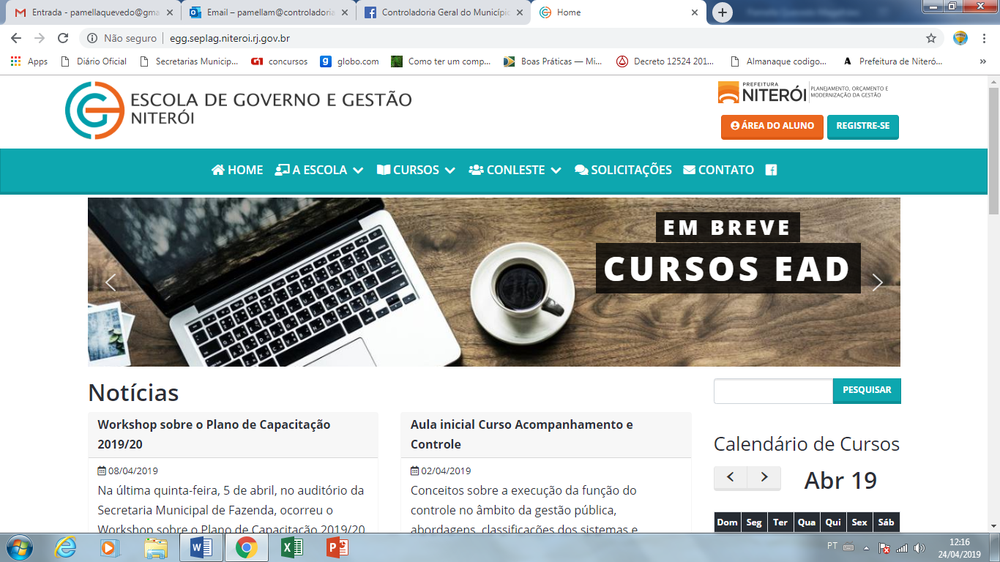 Entrada - pamellaquevedo@gma
Email – pamellam@controladoria
Controladoria Geral do Município
Home
Não seguro | egg.seplag.niteroi.rj.gov.br
Apps
Diário Oficial
Secretarias Municip...
G1 concursos
globo.com
Como ter um comp...
Boas Práticas — Mi...
Decreto 12524 201...
Almanaque codigo...
Prefeitura de Niteró...
»
ESCOLA DE GOVERNO E GESTÃO
NITERÓI
PREFEITURA
NITERÓI
PLANEJAMENTO, ORÇAMENTO E
MODERNIZAÇÃO DA GESTÃO
ÁREA DO ALUNO
REGISTRE-SE
HOME
A ESCOLA
CURSOS
CONLESTE
SOLICITAÇÕES
CONTATO
EM BREVE
CURSOS EAD
Notícias
PESQUISAR
Workshop sobre o Plano de Capacitação
2019/20
08/04/2019
Na última quinta-feira, 5 de abril, no auditório da
Secretaria Municipal de Fazenda, ocorreu o
Workshop sobre o Plano de Capacitação 2019/20
Aula inicial Curso Acompanhamento e
Controle
02/04/2019
Conceitos sobre a execução da função do
controle no âmbito da gestão pública,
abordagens, classificações dos sistemas e
Calendário de Cursos
Abr 19
Dom Seg Ter Qua Qui Sex Sáb
PT
12:16
24/04/2019